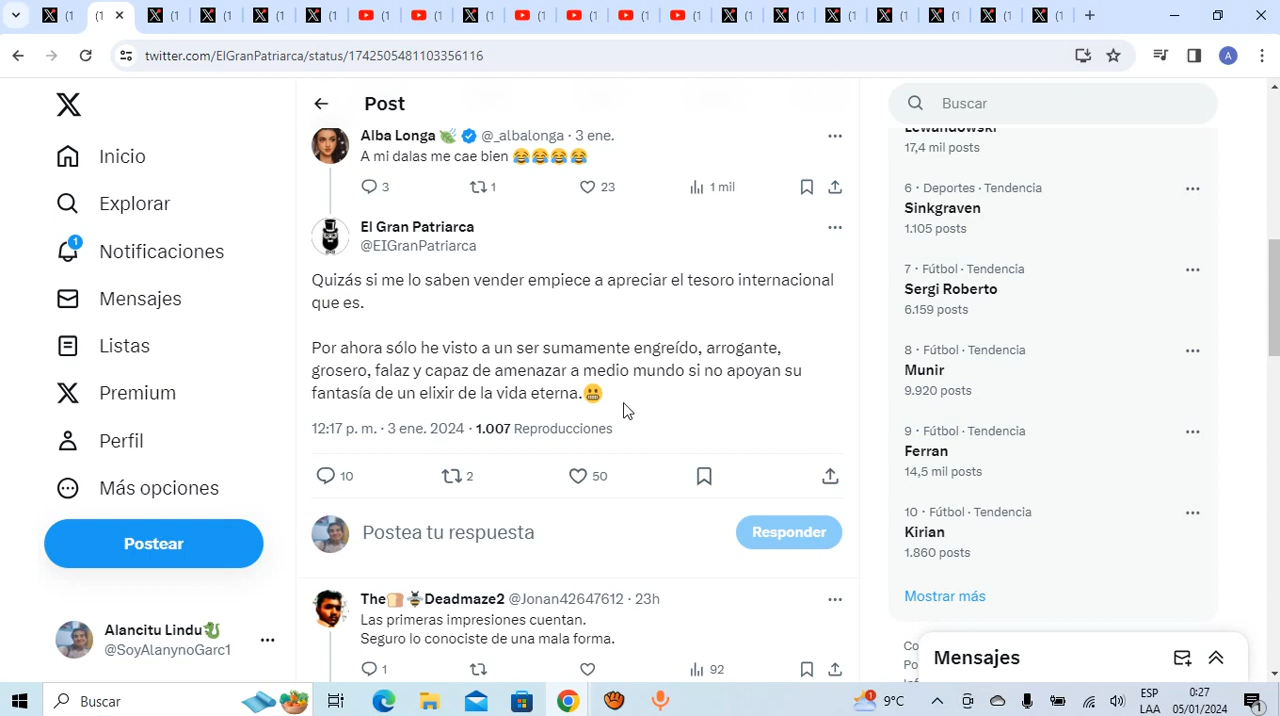 twitter.com/ElGranPatriarca/status/1742505481103356116
Post
Alba Longa @_albalonga · 3 ene.
A mi dalas me cae bien 😂😂😂😂
3 1 23 1 mil
El Gran Patriarca
@ElGranPatriarca
Quizás si me lo saben vender empiece a apreciar el tesoro internacional
que es.
Por ahora sólo he visto a un ser sumamente engreído, arrogante,
grosero, falaz y capaz de amenazar a medio mundo si no apoyan su
fantasía de un elixir de la vida eterna.😬
12:17 p. m. · 3 ene. 2024 · 1.007 Reproducciones
10 2 50
Postea tu respuesta
Responder
The🍞🐝Deadmaze2 @Jonan42647612 · 23h
Las primeras impresiones cuentan.
Seguro lo conociste de una mala forma.
1 92
Inicio
Explorar
1
Notificaciones
Mensajes
Listas
Premium
Perfil
Más opciones
Postear
Alancitu Lindu🐉
@SoyAlanynoGarc1
Buscar
Lewandowski
17,4 mil posts
6 · Deportes · Tendencia
Sinkgraven
1.105 posts
7 · Fútbol · Tendencia
Sergi Roberto
6.159 posts
8 · Fútbol · Tendencia
Munir
9.920 posts
9 · Fútbol · Tendencia
Ferran
14,5 mil posts
10 · Fútbol · Tendencia
Kirian
1.860 posts
Mostrar más
Mensajes
Buscar
1
9°C
ESP
LAA
0:27
05/01/2024
1
A